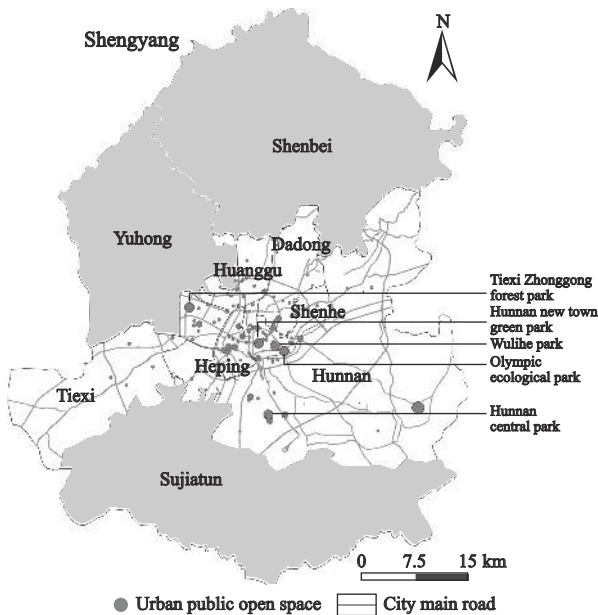 N
Shengyang
Shenbei
Yuhong
Dadong
Huanggu
Tiexi Zhonggong
forest park
Shenhe
Hunnan new town
green park
Wulihe park
Heping
Hunnan
Olympic
ecological park
Tiexi
Hunnan
central park
Sujiatun
0 7.5 15 km
Urban public open space City main road